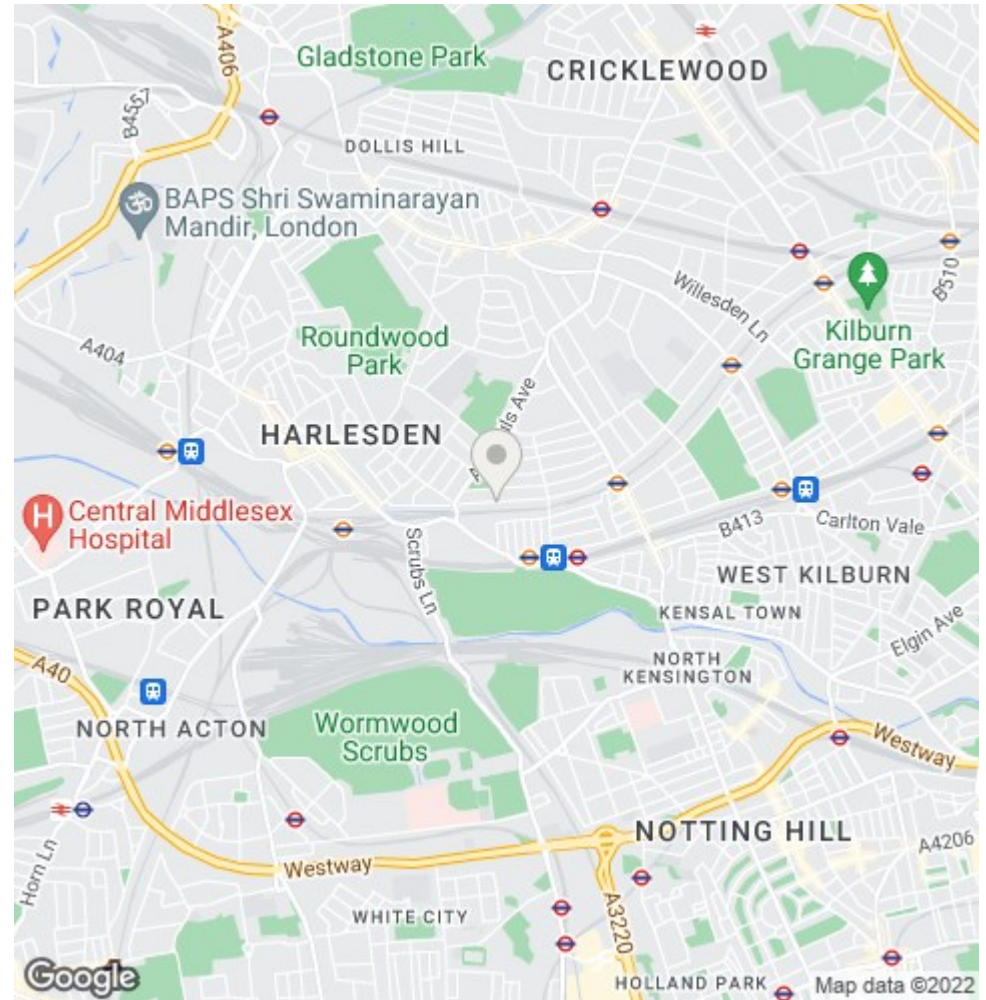 A406
Gladstone Park
CRICKLEWOOD
B4557
DOLLIS HILL
BAPS Shri Swaminarayan
Mandir, London
B510
Willesden Ln
Roundwood
Park
Kilburn
Grange Park
A404
HARLESDEN
H
Central Middlesex
Hospital
Scrubs Ln
B413
Carlton Vale
WEST KILBURN
PARK ROYAL
KENSAL TOWN
Elgin Ave
A40
NORTH
KENSINGTON
NORTH ACTON
Wormwood
Scrubs
Westway
NOTTING HILL
A4206
Horn Ln
Westway
A3220
WHITE CITY
Google
HOLLAND PARK
Map data ©2022